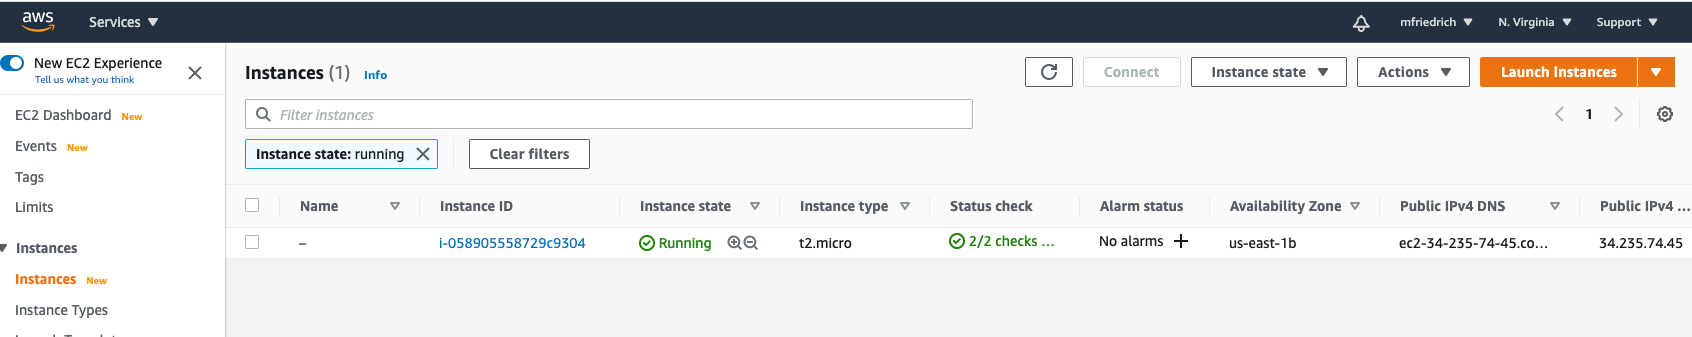 aws Services mfriedrich N. Virginia Support
New EC2 Experience
Tell us what you think
EC2 Dashboard New
Events New
Tags
Limits
Instances
Instances New
Instance Types
Instances (1) Info
Connect Instance state Actions Launch instances
Filter instances
1
Instance state: running Clear filters
Name Instance ID Instance state Instance type Status check Alarm status Availability Zone Public IPv4 DNS Public IPv4 ...
– i-058905558729c9304 Running t2.micro 2/2 checks ... No alarms + us-east-1b ec2-34-235-74-45.co... 34.235.74.45